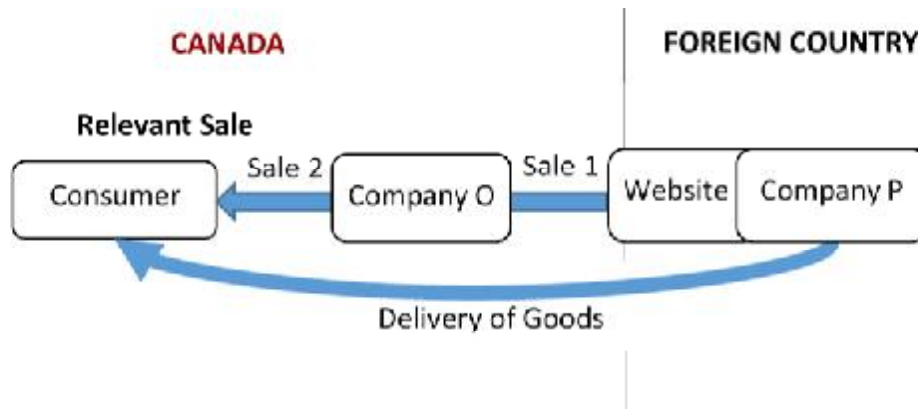 CANADA
FOREIGN COUNTRY
Relevant Sale
Consumer
Sale 2
Company O
Sale 1
Website
Company P
Delivery of Goods